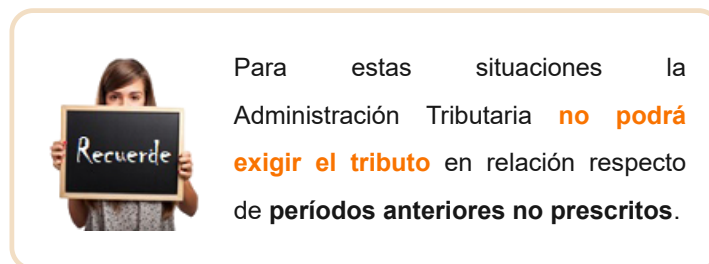 Recuerde
Para estas situaciones la
Administración Tributaria no podrá
exigir el tributo en relación respecto
de períodos anteriores no prescritos.